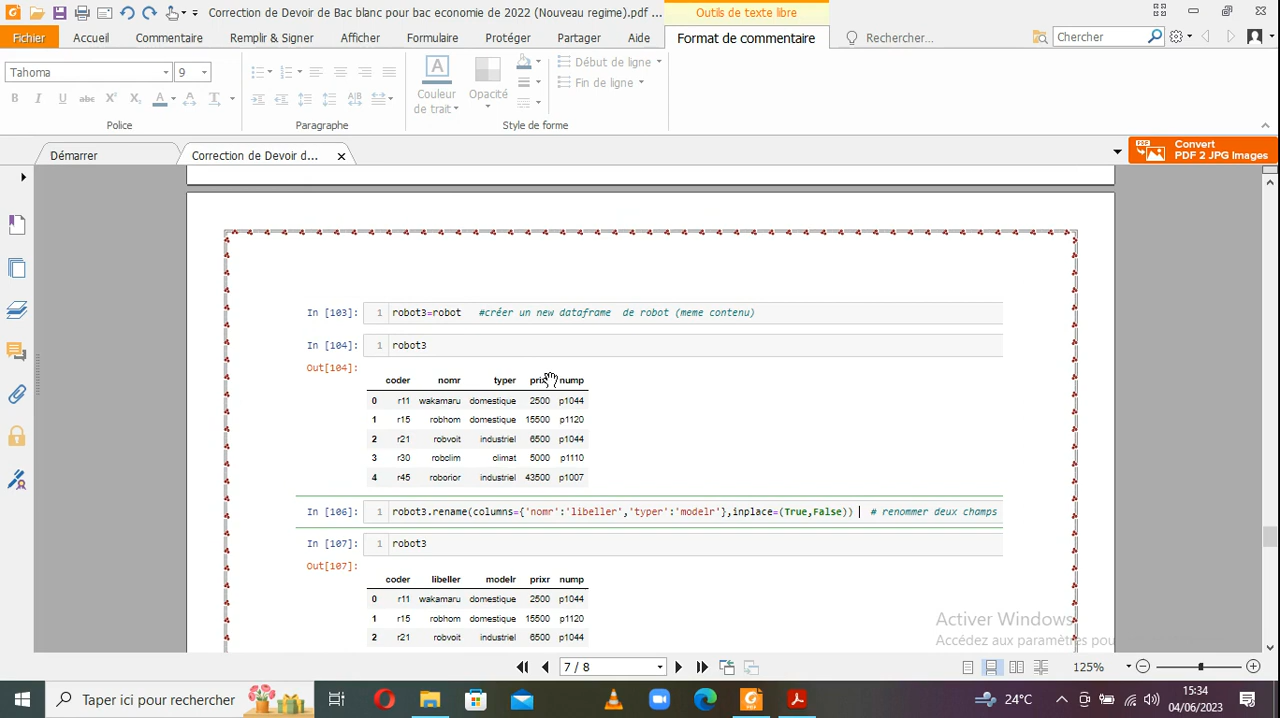 Correction de Devoir de Bac blanc pour bac economie de 2022 (Nouveau regime).pdf ...
Outils de texte libre
Fichier Accueil Commentaire Remplir & Signer Afficher Formulaire Protéger Partager Aide Format de commentaire Rechercher... Chercher
Tahoma 9
Couleur de trait
Opacité
Début de ligne
Fin de ligne
Police Paragraphe Style de forme
Démarrer Correction de Devoir d...
Convert
PDF 2 JPG Images
In [103]: 1 robot3=robot #créer un new dataframe de robot (meme contenu)
In [104]: 1 robot3
Out[104]:
coder nomr typer prixr nump
0 r11 wakamaru domestique 2500 p1044
1 r15 robhom domestique 15500 p1120
2 r21 robvoit industriel 6500 p1044
3 r30 robclim climat 5000 p1110
4 r45 roborior industriel 43500 p1007
In [106]: 1 robot3.rename(columns={'nomr':'libeller','typer':'modelr'},inplace=(True,False)) # renommer deux champs
In [107]: 1 robot3
Out[107]:
coder libeller modelr prixr nump
0 r11 wakamaru domestique 2500 p1044
1 r15 robhom domestique 15500 p1120
2 r21 robvoit industriel 6500 p1044
Activer Windows
Accédez aux paramètres pou
7 / 8 125%
Taper ici pour rechercher 24°C 15:34
04/06/2023